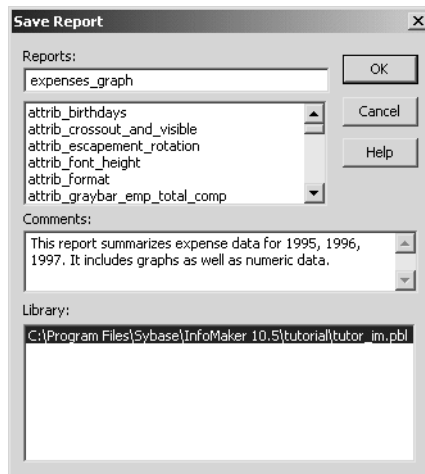 Save Report
Reports:
expenses_graph
OK
attrib_birthdays
attrib_crossout_and_visible
attrib_escapement_rotation
attrib_font_height
attrib_format
attrib_graybar_emp_total_comp
Cancel
Help
Comments:
This report summarizes expense data for 1995, 1996,
1997. It includes graphs as well as numeric data.
Library:
C:\Program Files\Sybase\InfoMaker 10.5\tutorial\tutor_im.pbl